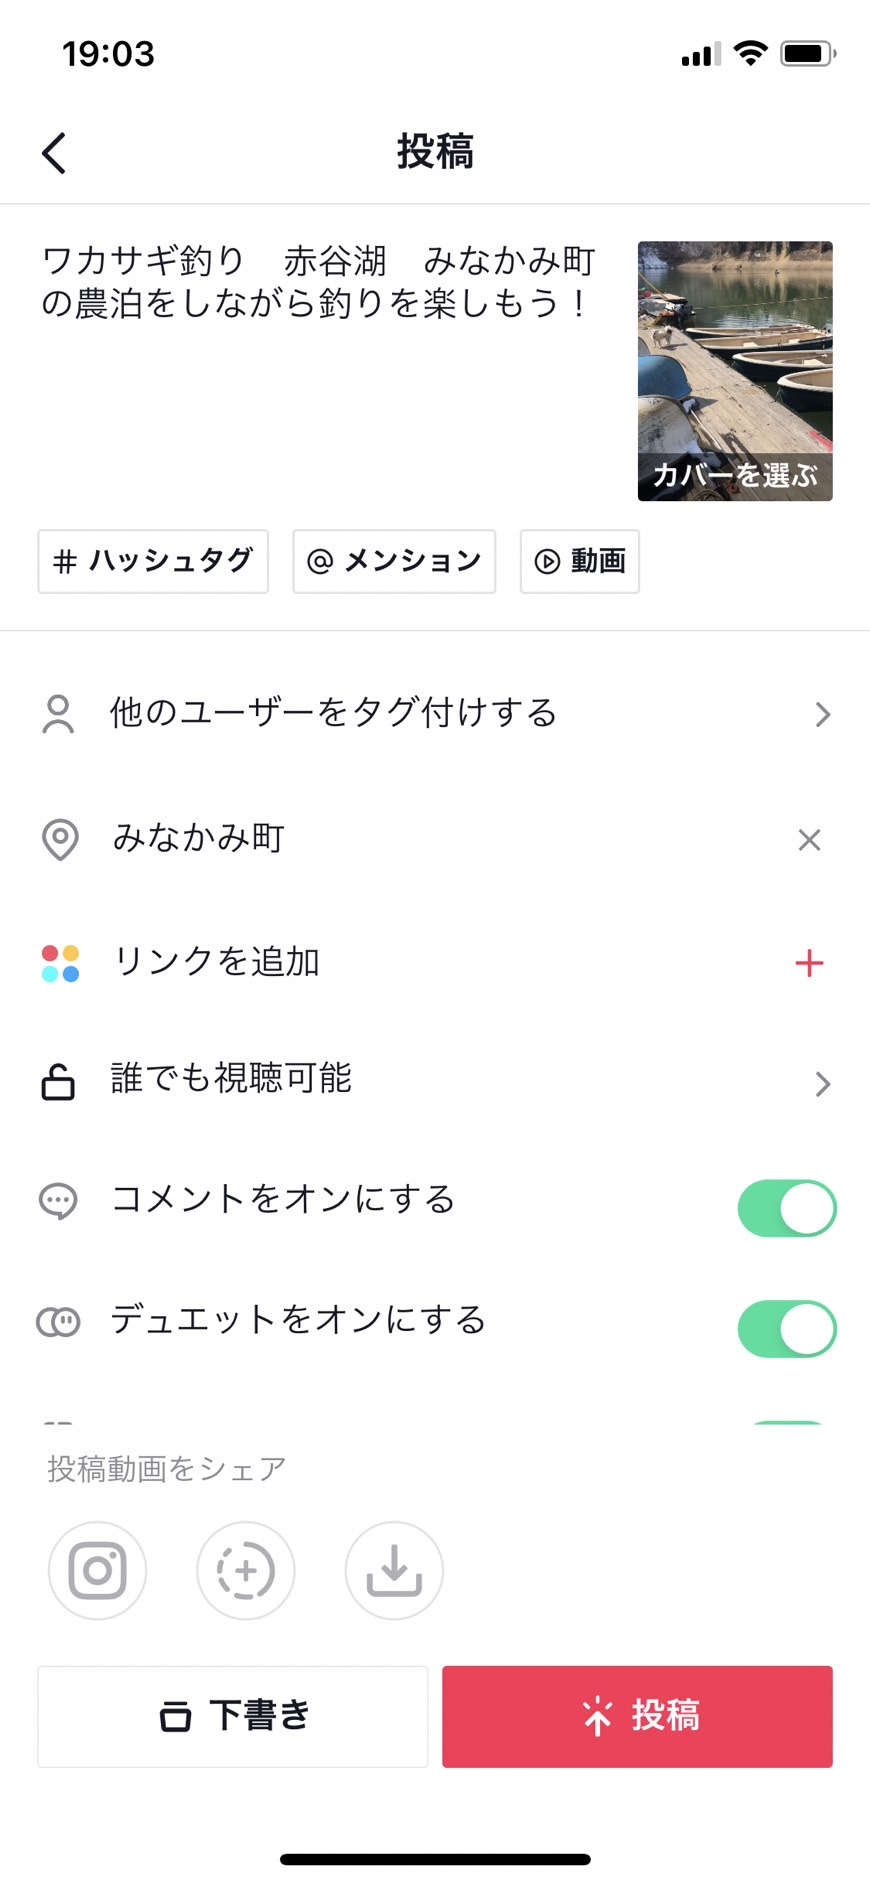 19:03
投稿
ワカサギ釣り　赤谷湖　みなかみ町
の農泊をしながら釣りを楽しもう！
カバーを選ぶ
# ハッシュタグ
@ メンション
動画
他のユーザーをタグ付けする
みなかみ町
リンクを追加
誰でも視聴可能
コメントをオンにする
デュエットをオンにする
投稿動画をシェア
下書き
投稿